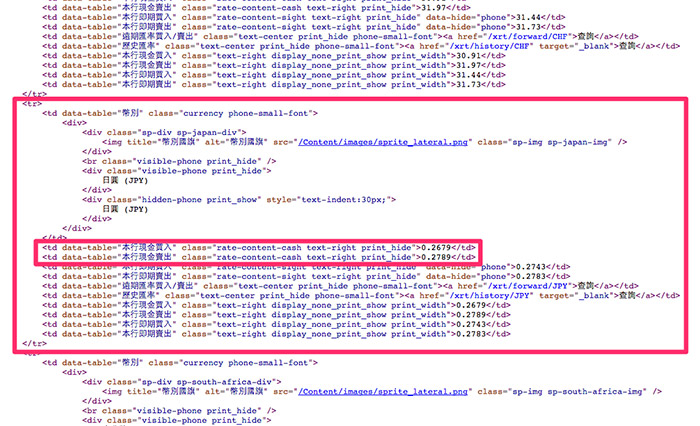 <td data-table="本行現金賣出" class="rate-content-cash text-right print_hide">31.97</td>
<td data-table="本行即期買入" class="rate-content-sight text-right print_hide" data-hide="phone">31.44</td>
<td data-table="本行即期賣出" class="rate-content-sight text-right print_hide" data-hide="phone">31.73</td>
<td data-table="遠期匯率買入/賣出" class="text-center print_hide phone-small-font"><a href="/xrt/forward/CHF">查詢</a></td>
<td data-table="歷史匯率" class="text-center print_hide phone-small-font"><a href="/xrt/history/CHF" target="_blank">查詢</a></td>
<td data-table="本行現金買入" class="text-right display_none_print_show print_width">30.91</td>
<td data-table="本行現金賣出" class="text-right display_none_print_show print_width">31.97</td>
<td data-table="本行即期買入" class="text-right display_none_print_show print_width">31.44</td>
<td data-table="本行即期賣出" class="text-right display_none_print_show print_width">31.73</td>
</tr>
<tr>
<td data-table="幣別" class="currency phone-small-font">
<div>
<div class="sp-div sp-japan-div">
<img title="幣別國旗" alt="幣別國旗" src="/Content/images/sprite_lateral.png" class="sp-img sp-japan-img" />
</div>
<br class="visible-phone print_hide" />
<div class="visible-phone print_hide">
日圓 (JPY)
</div>
<div class="hidden-phone print_show" style="text-indent:30px;">
日圓 (JPY)
</div>
</div>
</td>
<td data-table="本行現金買入" class="rate-content-cash text-right print_hide">0.2679</td>
<td data-table="本行現金賣出" class="rate-content-cash text-right print_hide">0.2789</td>
<td data-table="本行即期買入" class="rate-content-sight text-right print_hide" data-hide="phone">0.2743</td>
<td data-table="本行即期賣出" class="rate-content-sight text-right print_hide" data-hide="phone">0.2783</td>
<td data-table="遠期匯率買入/賣出" class="text-center print_hide phone-small-font"><a href="/xrt/forward/JPY">查詢</a></td>
<td data-table="歷史匯率" class="text-center print_hide phone-small-font"><a href="/xrt/history/JPY" target="_blank">查詢</a></td>
<td data-table="本行現金買入" class="text-right display_none_print_show print_width">0.2679</td>
<td data-table="本行現金賣出" class="text-right display_none_print_show print_width">0.2789</td>
<td data-table="本行即期買入" class="text-right display_none_print_show print_width">0.2743</td>
<td data-table="本行即期賣出" class="text-right display_none_print_show print_width">0.2783</td>
</tr>
<tr>
<td data-table="幣別" class="currency phone-small-font">
<div>
<div class="sp-div sp-south-africa-div">
<img title="幣別國旗" alt="幣別國旗" src="/Content/images/sprite_lateral.png" class="sp-img sp-south-africa-img" />
</div>
<br class="visible-phone print_hide" />
<div class="visible-phone print_hide">